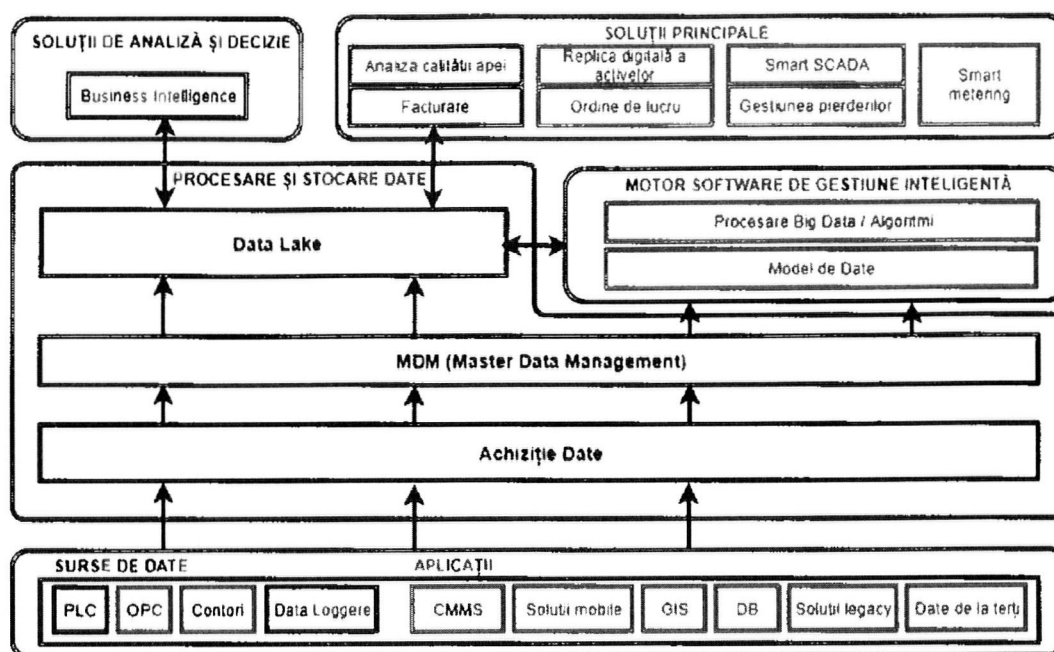 SOLUȚII DE ANALIZĂ ȘI DECIZIE
Business Intelligence
SOLUȚII PRINCIPALE
Analiza calității apei
Replica digitală a
activelor
Smart SCADA
Smart
metering
Facturare
Ordine de lucru
Gestiunea pierderilor
PROCESARE ȘI STOCARE DATE
Data Lake
MOTOR SOFTWARE DE GESTIUNE INTELIGENTĂ
Procesare Big Data / Algoritmi
Model de Date
MDM (Master Data Management)
Achiziție Date
SURSE DE DATE
APLICAȚII
PLC
OPC
Contori
Data Loggere
CMMS
Soluții mobile
GIS
DB
Soluții legacy
Date de la terți